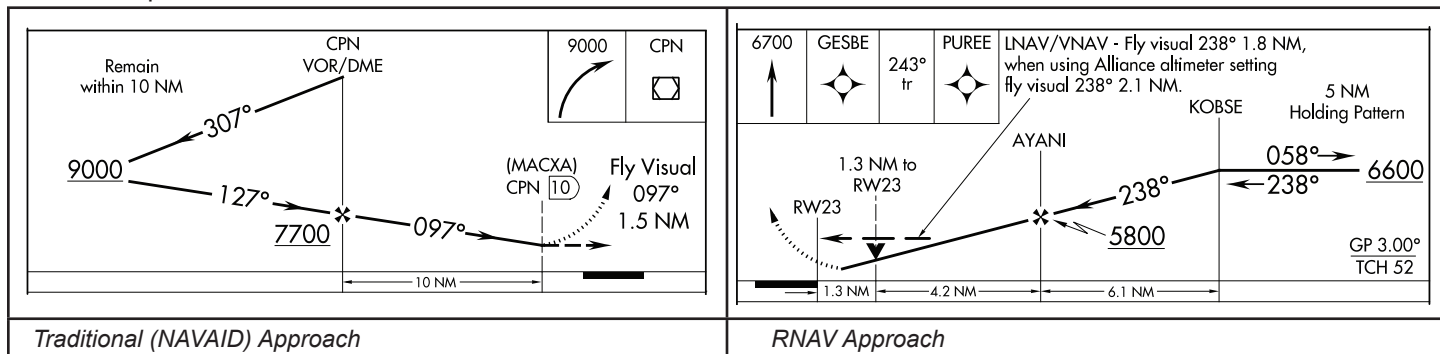 CPN
VOR/DME
Remain
within 10 NM
307°
9000
127°
7700
097°
(MACXA)
CPN 10
Fly Visual
097°
1.5 NM
9000
CPN
10 NM
Traditional (NAVAID) Approach
6700
GESBE
243°
tr
PUREE
LNAV/VNAV - Fly visual 238° 1.8 NM,
when using Alliance altimeter setting
fly visual 238° 2.1 NM.
5 NM
Holding Pattern
KOBSE
AYANI
058°
238°
6600
238°
1.3 NM to
RW23
RW23
5800
GP 3.00°
TCH 52
1.3 NM
4.2 NM
6.1 NM
RNAV Approach